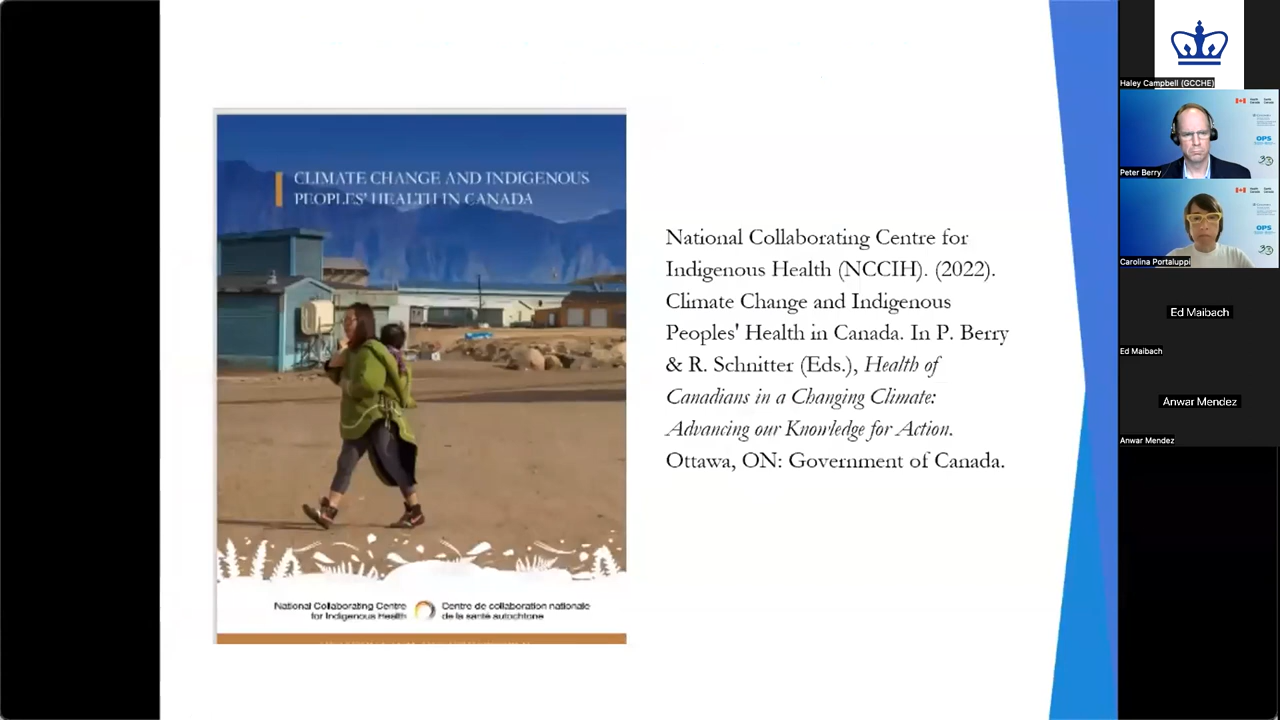 CLIMATE CHANGE AND INDIGENOUS
PEOPLES' HEALTH IN CANADA
National Collaborating Centre
for Indigenous Health
Centre de collaboration nationale
de la santé autochtone
National Collaborating Centre for
Indigenous Health (NCCIH). (2022).
Climate Change and Indigenous
Peoples' Health in Canada. In P. Berry
& R. Schnitter (Eds.), Health of
Canadians in a Changing Climate:
Advancing our Knowledge for Action.
Ottawa, ON: Government of Canada.
Haley Campbell (GCCHE)
OPS
Peter Berry
OPS
Carolina Portaluppi
Ed Maibach
Ed Maibach
Anwar Mendez
Anwar Mendez